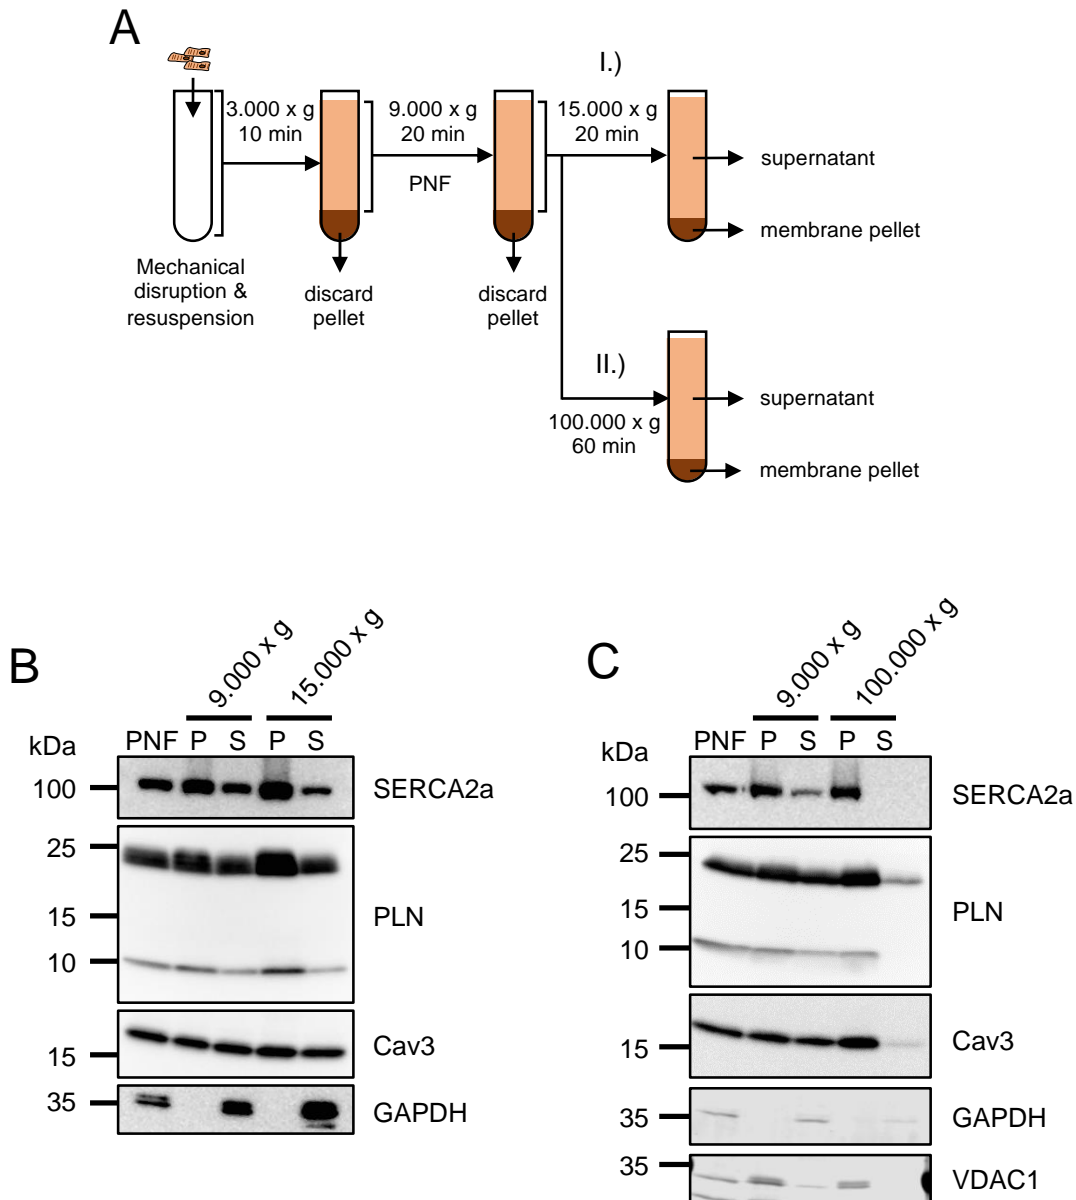 A
I.)
3.000 x g
10 min
9.000 x g
20 min
PNF
15.000 x g
20 min
supernatant
membrane pellet
Mechanical
disruption &
resuspension
discard
pellet
discard
pellet
II.)
100.000 x g
60 min
supernatant
membrane pellet
B
9.000 x g
15.000 x g
kDa
PNF P S P S
100
SERCA2a
25
15
10
PLN
15
Cav3
35
GAPDH
C
9.000 x g
100.000 x g
kDa
PNF P S P S
100
SERCA2a
25
15
10
PLN
15
Cav3
35
GAPDH
35
VDAC1